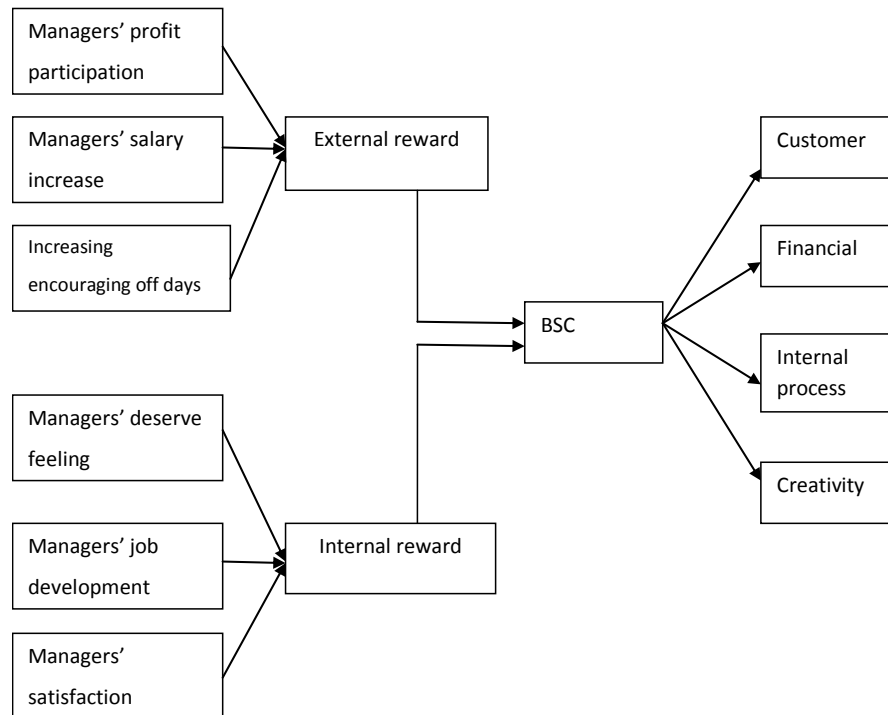 Managers’ profit
participation
Managers’ salary
increase
Increasing
encouraging off days
External reward
Managers’ deserve
feeling
Managers’ job
development
Managers’
satisfaction
Internal reward
BSC
Customer
Financial
Internal
process
Creativity